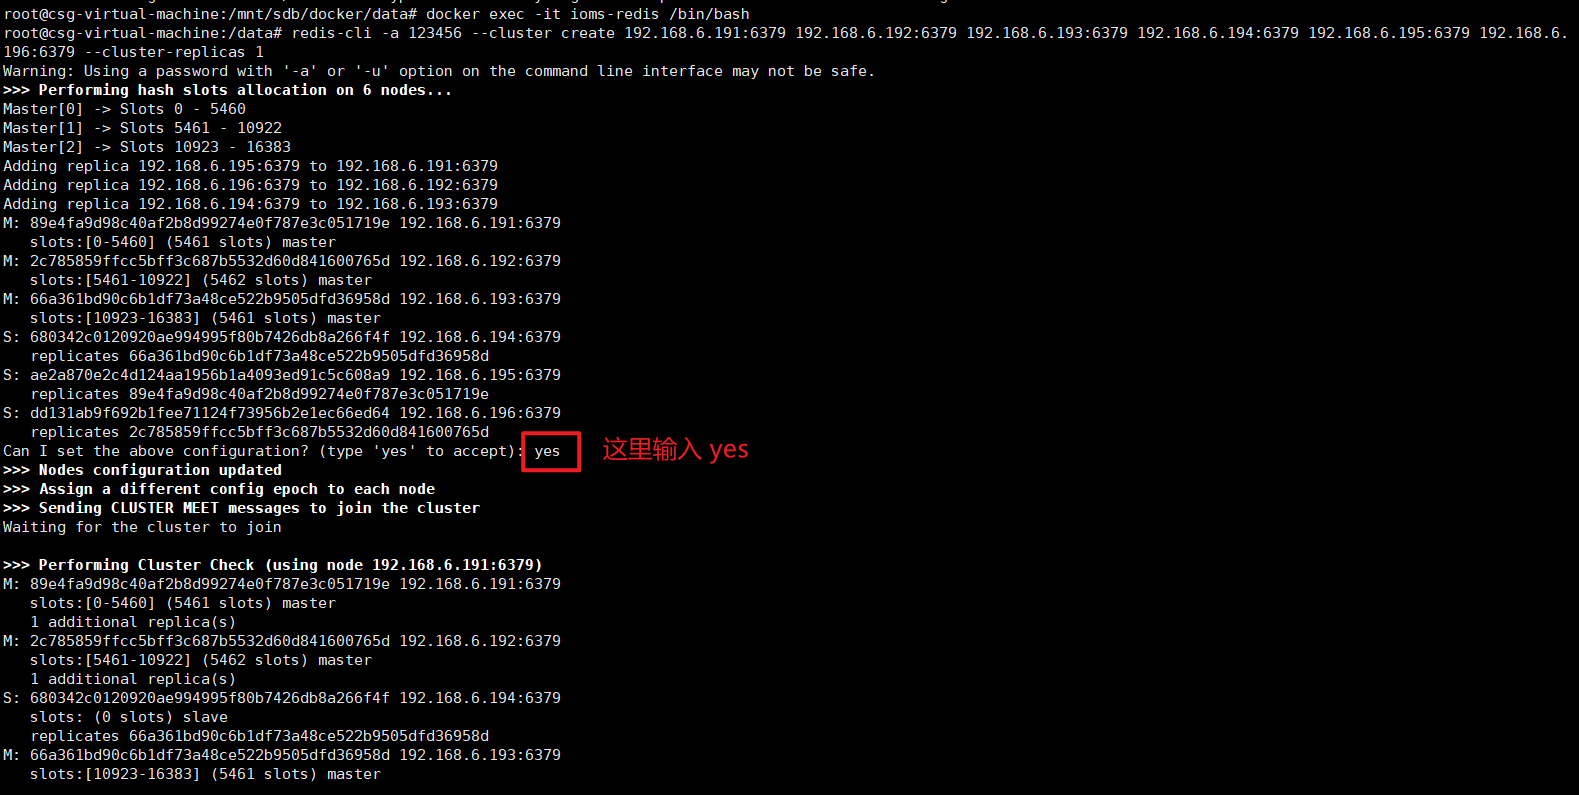 root@csg-virtual-machine:/mnt/sdb/docker/data# docker exec -it ioms-redis /bin/bash
root@csg-virtual-machine:/data# redis-cli -a 123456 --cluster create 192.168.6.191:6379 192.168.6.192:6379 192.168.6.193:6379 192.168.6.194:6379 192.168.6.195:6379 192.168.6.
196:6379 --cluster-replicas 1
Warning: Using a password with '-a' or '-u' option on the command line interface may not be safe.
>>> Performing hash slots allocation on 6 nodes...
Master[0] -> Slots 0 - 5460
Master[1] -> Slots 5461 - 10922
Master[2] -> Slots 10923 - 16383
Adding replica 192.168.6.195:6379 to 192.168.6.191:6379
Adding replica 192.168.6.196:6379 to 192.168.6.192:6379
Adding replica 192.168.6.194:6379 to 192.168.6.193:6379
M: 89e4fa9d98c40af2b8d99274e0f787e3c051719e 192.168.6.191:6379
   slots:[0-5460] (5461 slots) master
M: 2c785859ffcc5bff3c687b5532d60d841600765d 192.168.6.192:6379
   slots:[5461-10922] (5462 slots) master
M: 66a361bd90c6b1df73a48ce522b9505dfd36958d 192.168.6.193:6379
   slots:[10923-16383] (5461 slots) master
S: 680342c0120920ae994995f80b7426db8a266f4f 192.168.6.194:6379
   replicates 66a361bd90c6b1df73a48ce522b9505dfd36958d
S: ae2a870e2c4d124aa1956b1a4093ed91c5c608a9 192.168.6.195:6379
   replicates 89e4fa9d98c40af2b8d99274e0f787e3c051719e
S: dd131ab9f692b1fee71124f73956b2e1ec66ed64 192.168.6.196:6379
   replicates 2c785859ffcc5bff3c687b5532d60d841600765d
Can I set the above configuration? (type 'yes' to accept): yes 这里输入 yes
>>> Nodes configuration updated
>>> Assign a different config epoch to each node
>>> Sending CLUSTER MEET messages to join the cluster
Waiting for the cluster to join
>>> Performing Cluster Check (using node 192.168.6.191:6379)
M: 89e4fa9d98c40af2b8d99274e0f787e3c051719e 192.168.6.191:6379
   slots:[0-5460] (5461 slots) master
   1 additional replica(s)
M: 2c785859ffcc5bff3c687b5532d60d841600765d 192.168.6.192:6379
   slots:[5461-10922] (5462 slots) master
   1 additional replica(s)
S: 680342c0120920ae994995f80b7426db8a266f4f 192.168.6.194:6379
   slots: (0 slots) slave
   replicates 66a361bd90c6b1df73a48ce522b9505dfd36958d
M: 66a361bd90c6b1df73a48ce522b9505dfd36958d 192.168.6.193:6379
   slots:[10923-16383] (5461 slots) master